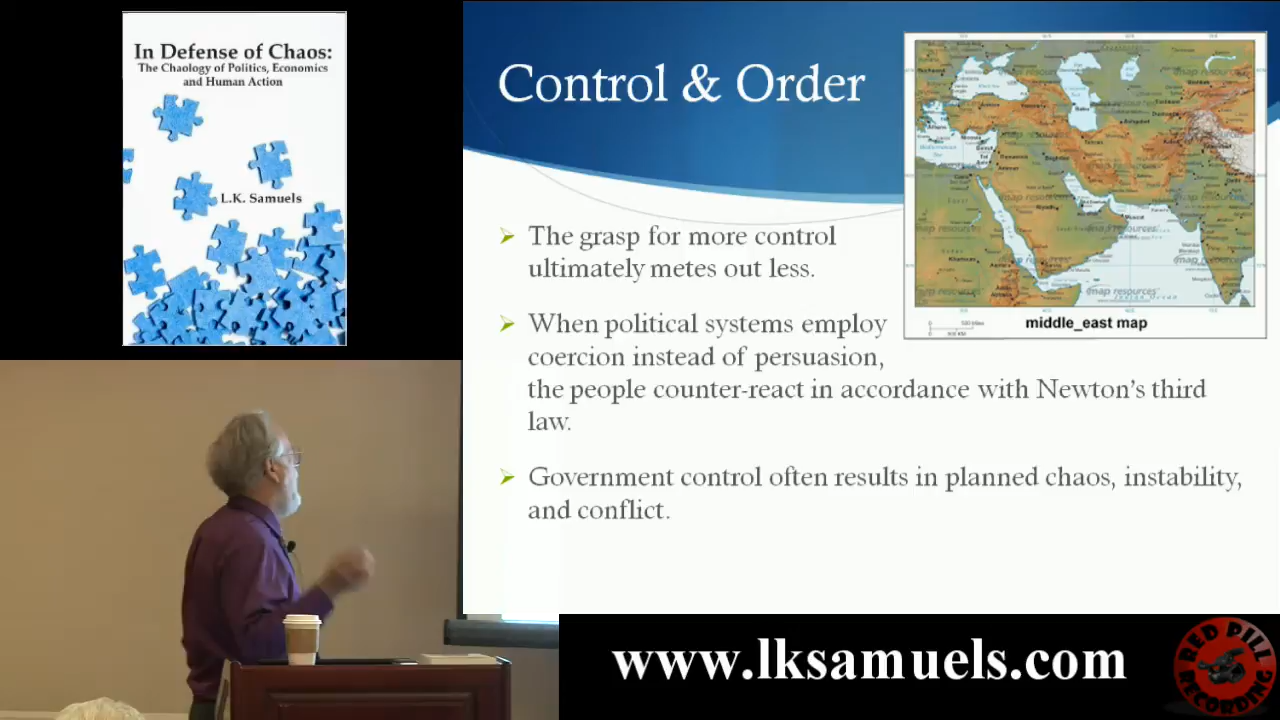 In Defense of Chaos:
The Chaology of Politics, Economics
and Human Action
L.K. Samuels
Control & Order
middle_east map
The grasp for more control
ultimately metes out less.
When political systems employ
coercion instead of persuasion,
the people counter-react in accordance with Newton's third
law.
Government control often results in planned chaos, instability,
and conflict.
www.lksamuels.com
RED PILL
RECORDING